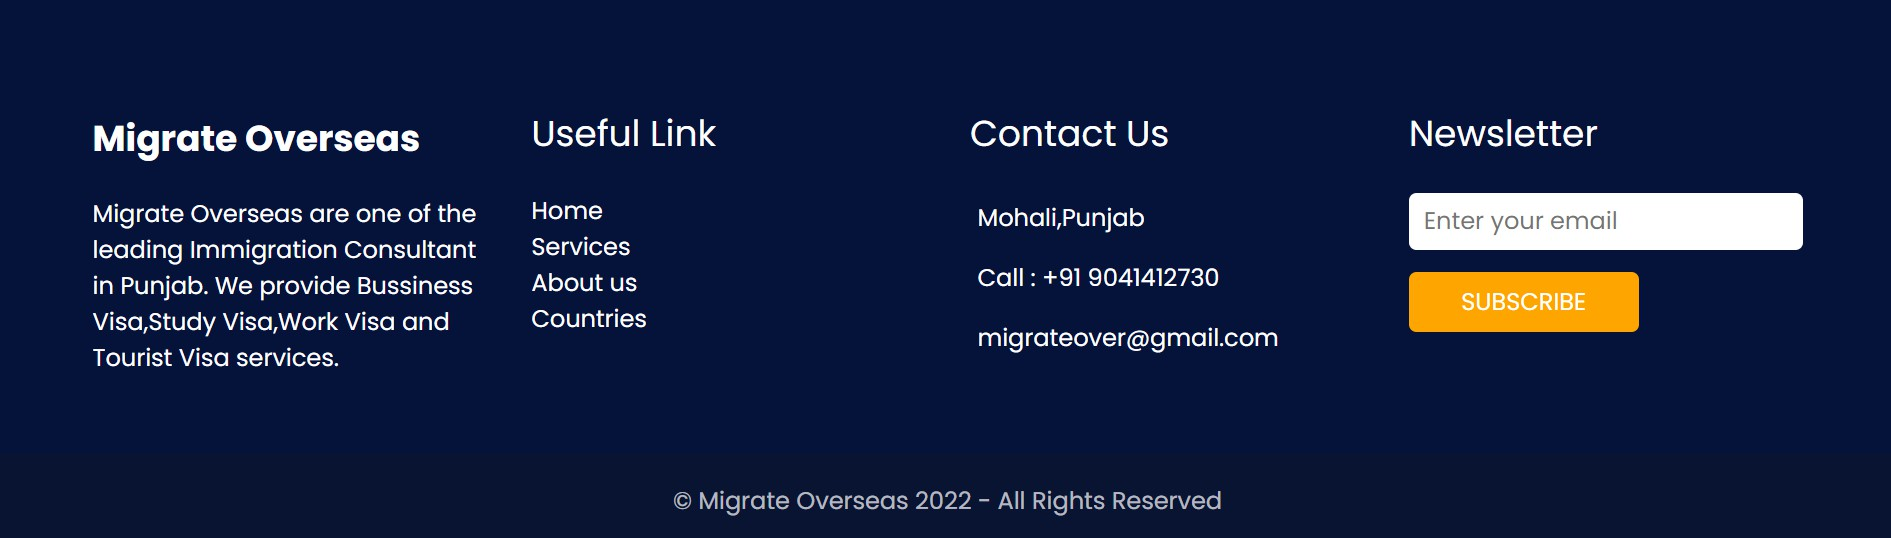 Migrate Overseas
Migrate Overseas are one of the
leading Immigration Consultant
in Punjab. We provide Bussiness
Visa,Study Visa,Work Visa and
Tourist Visa services.
Useful Link
Home
Services
About us
Countries
Contact Us
Mohali,Punjab
Call : +91 9041412730
migrateover@gmail.com
Newsletter
Enter your email
SUBSCRIBE
© Migrate Overseas 2022 - All Rights Reserved